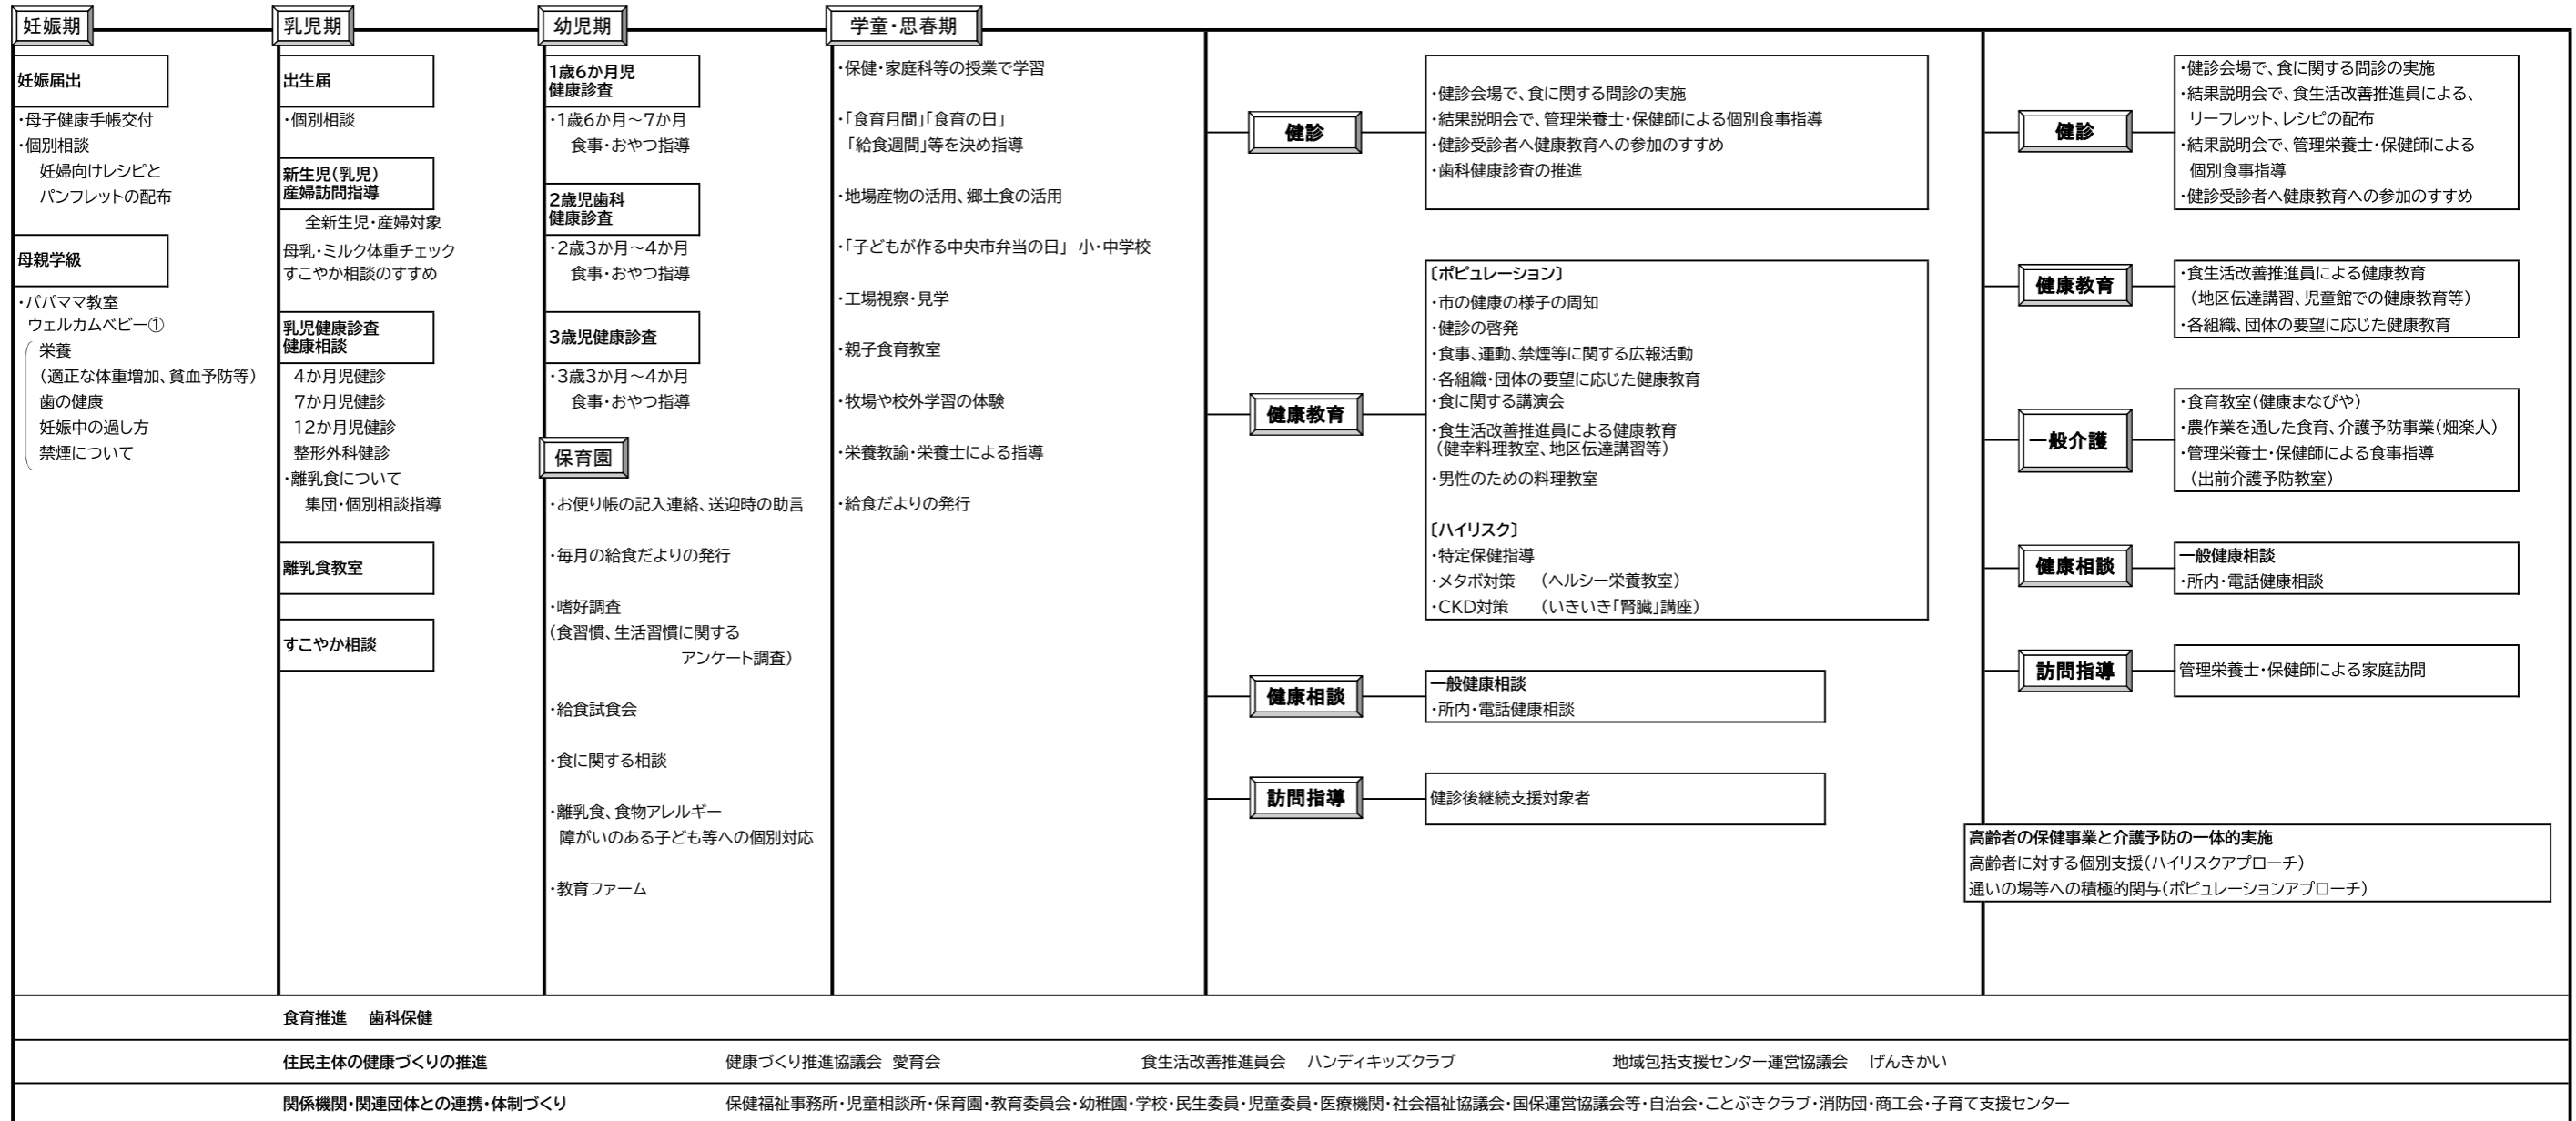 妊娠期
妊娠届出
・母子健康手帳交付
・個別相談
妊婦向けレシピと
パンフレットの配布
母親学級
・パパママ教室
ウェルカムベビー①
栄養
(適正な体重増加、貧血予防等)
歯の健康
妊娠中の過し方
禁煙について
乳児期
出生届
・個別相談
新生児(乳児)
産婦訪問指導
全新生児・産婦対象
母乳・ミルク体重チェック
すこやか相談のすすめ
乳児健康診査
健康相談
4か月児健診
7か月児健診
12か月児健診
整形外科健診
・離乳食について
集団・個別相談指導
離乳食教室
すこやか相談
幼児期
1歳6か月児
健康診査
・1歳6か月～7か月
食事・おやつ指導
2歳児歯科
健康診査
・2歳3か月～4か月
食事・おやつ指導
3歳児健康診査
・3歳3か月～4か月
食事・おやつ指導
保育園
・お便り帳の記入連絡、送迎時の助言
・毎月の給食だよりの発行
・嗜好調査
(食習慣、生活習慣に関する
アンケート調査)
・給食試食会
・食に関する相談
・離乳食、食物アレルギー
障がいのある子ども等への個別対応
・教育ファーム
学童・思春期
・保健・家庭科等の授業で学習
・「食育月間」「食育の日」
「給食週間」等を決め指導
・地場産物の活用、郷土食の活用
・「子どもが作る中央市弁当の日」 小・中学校
・工場視察・見学
・親子食育教室
・牧場や校外学習の体験
・栄養教諭・栄養士による指導
・給食だよりの発行
健診
・健診会場で、食に関する問診の実施
・結果説明会で、管理栄養士・保健師による個別食事指導
・健診受診者へ健康教育への参加のすすめ
・歯科健康診査の推進
健康教育
〔ポピュレーション〕
・市の健康の様子の周知
・健診の啓発
・食事、運動、禁煙等に関する広報活動
・各組織・団体の要望に応じた健康教育
・食に関する講演会
・食生活改善推進員による健康教育
(健幸料理教室、地区伝達講習等)
・男性のための料理教室
〔ハイリスク〕
・特定保健指導
・メタボ対策 (ヘルシー栄養教室)
・CKD対策 (いきいき「腎臓」講座)
健康相談
一般健康相談
・所内・電話健康相談
訪問指導
健診後継続支援対象者
健診
・健診会場で、食に関する問診の実施
・結果説明会で、食生活改善推進員による、
リーフレット、レシピの配布
・結果説明会で、管理栄養士・保健師による
個別食事指導
・健診受診者へ健康教育への参加のすすめ
健康教育
・食生活改善推進員による健康教育
(地区伝達講習、児童館での健康教育等)
・各組織、団体の要望に応じた健康教育
一般介護
・食育教室(健康まなびや)
・農作業を通した食育、介護予防事業(畑楽人)
・管理栄養士・保健師による食事指導
(出前介護予防教室)
健康相談
一般健康相談
・所内・電話健康相談
訪問指導
管理栄養士・保健師による家庭訪問
高齢者の保健事業と介護予防の一体的実施
高齢者に対する個別支援(ハイリスクアプローチ)
通いの場等への積極的関与(ポピュレーションアプローチ)
食育推進 歯科保健
住民主体の健康づくりの推進 健康づくり推進協議会 愛育会 食生活改善推進員会 ハンディキッズクラブ 地域包括支援センター運営協議会 げんきかい
関係機関・関連団体との連携・体制づくり 保健福祉事務所・児童相談所・保育園・教育委員会・幼稚園・学校・民生委員・児童委員・医療機関・社会福祉協議会・国保運営協議会等・自治会・ことぶきクラブ・消防団・商工会・子育て支援センター